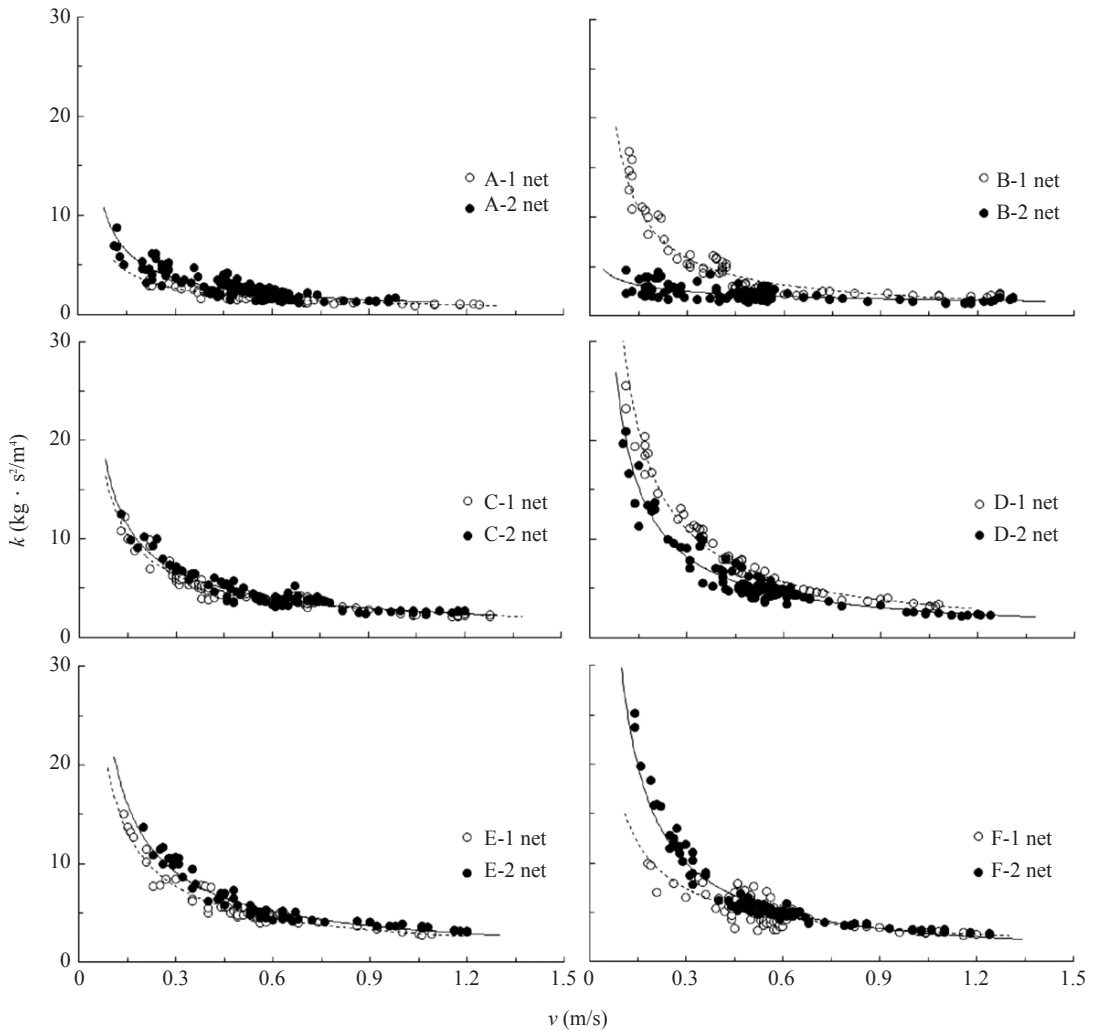 30
20
10
0
A-1 net
A-2 net
B-1 net
B-2 net
30
20
10
0
C-1 net
C-2 net
D-1 net
D-2 net
k (kg · s²/m⁴)
30
20
10
0
E-1 net
E-2 net
F-1 net
F-2 net
0.3 0.6 0.9 1.2 1.5
0.3 0.6 0.9 1.2 1.5
v (m/s)